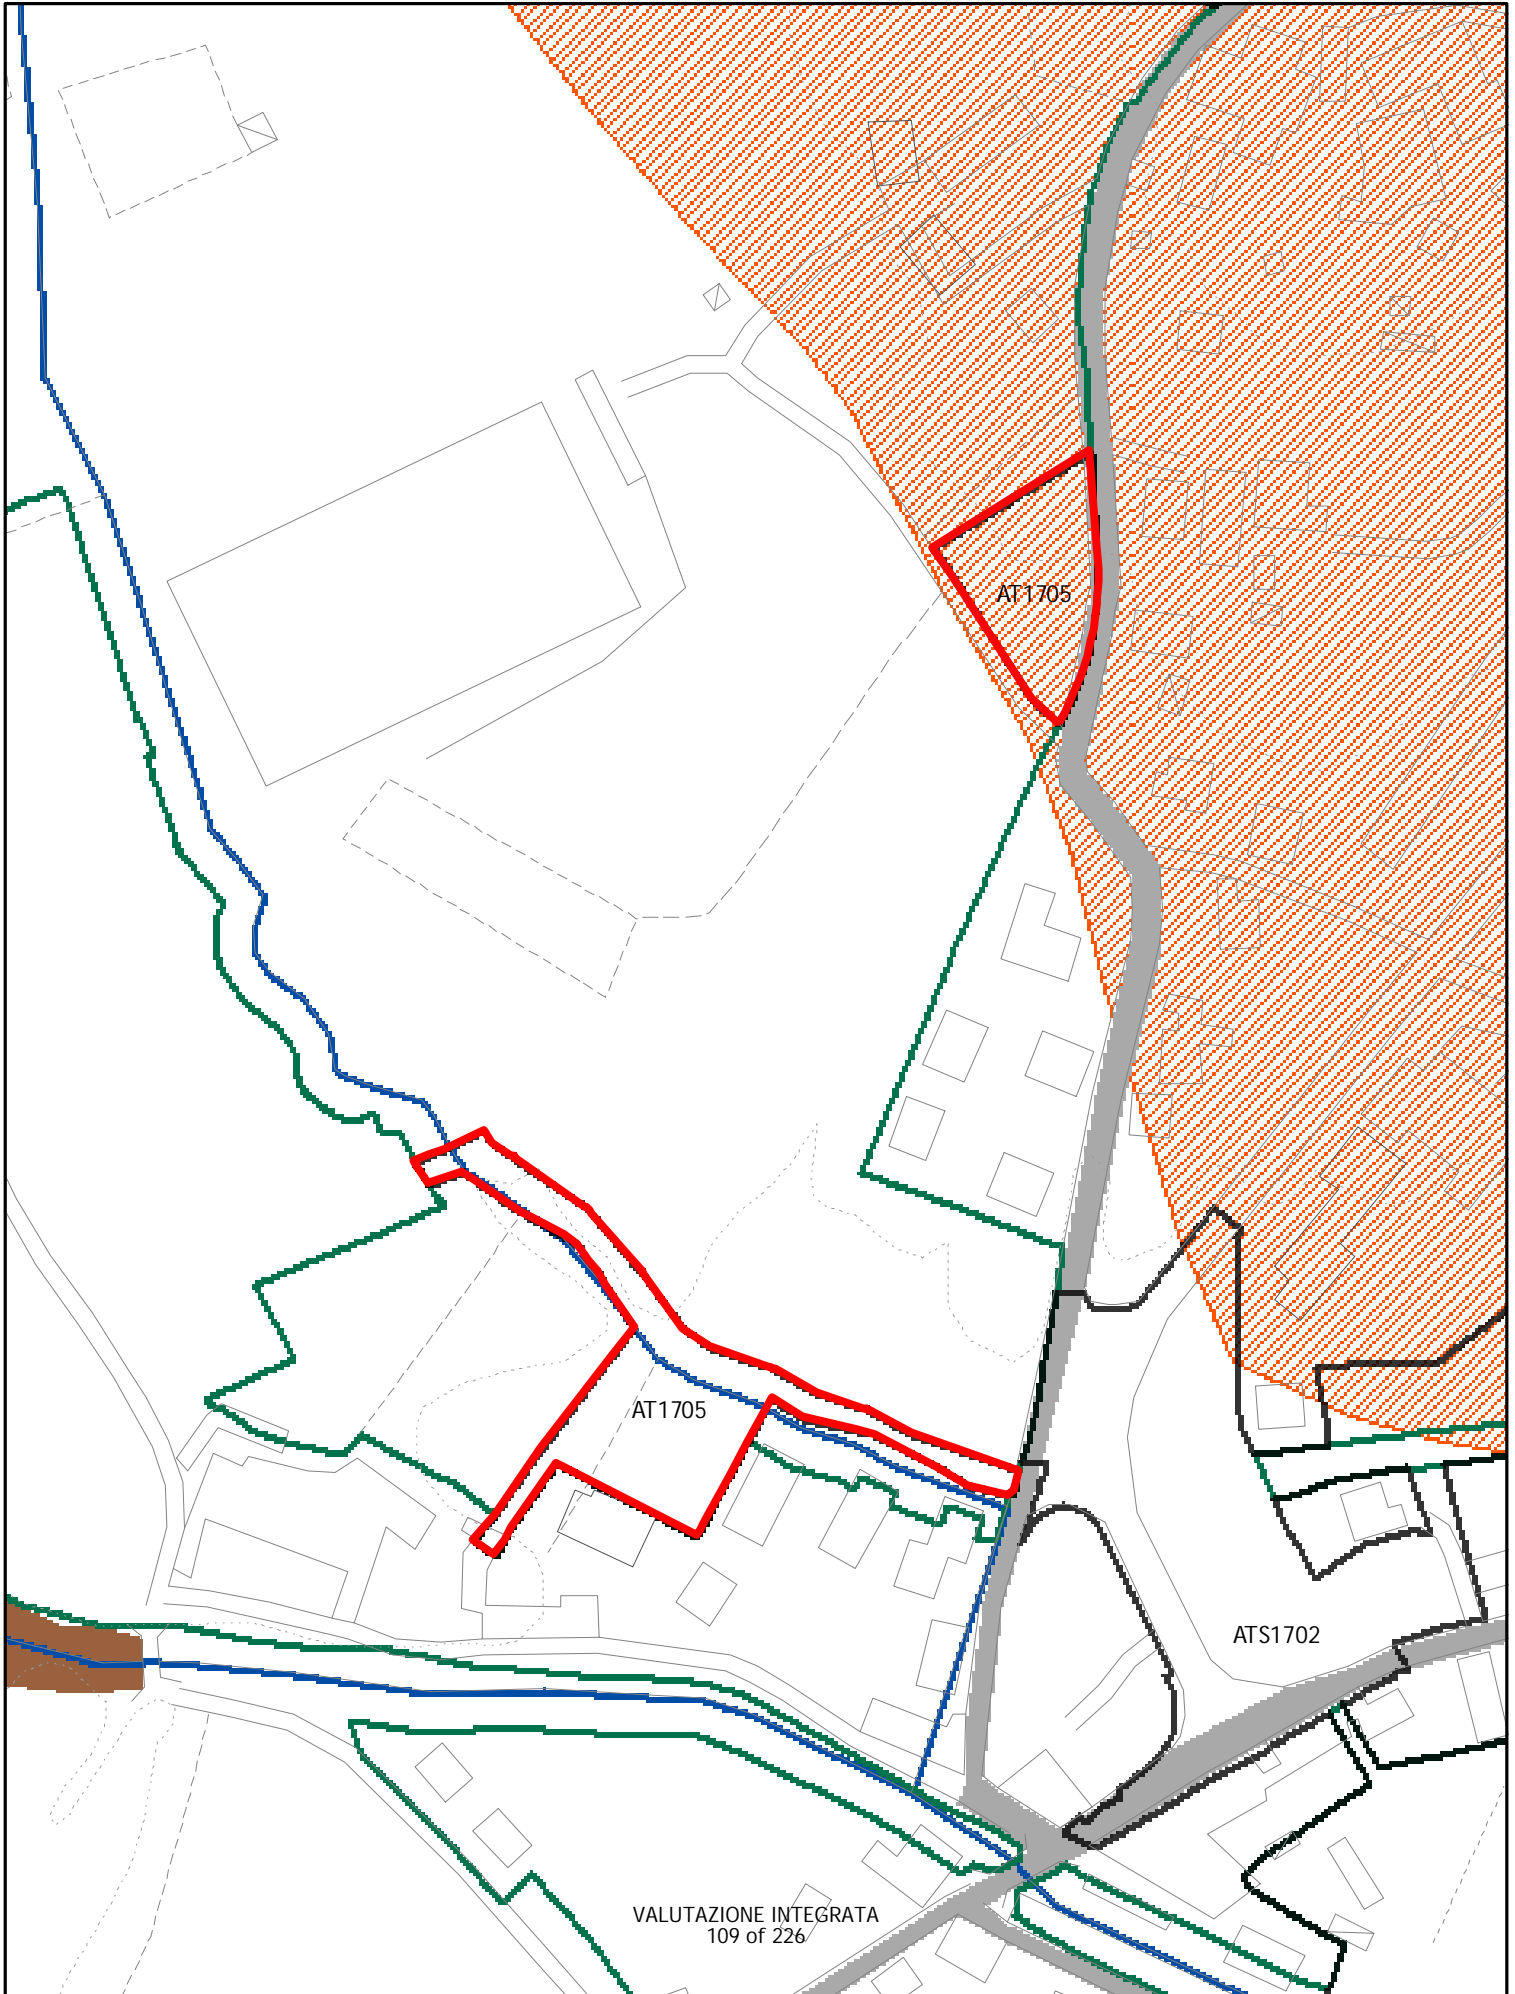 AT1705
AT1705
ATS1702
VALUTAZIONE INTEGRATA
109 of 226